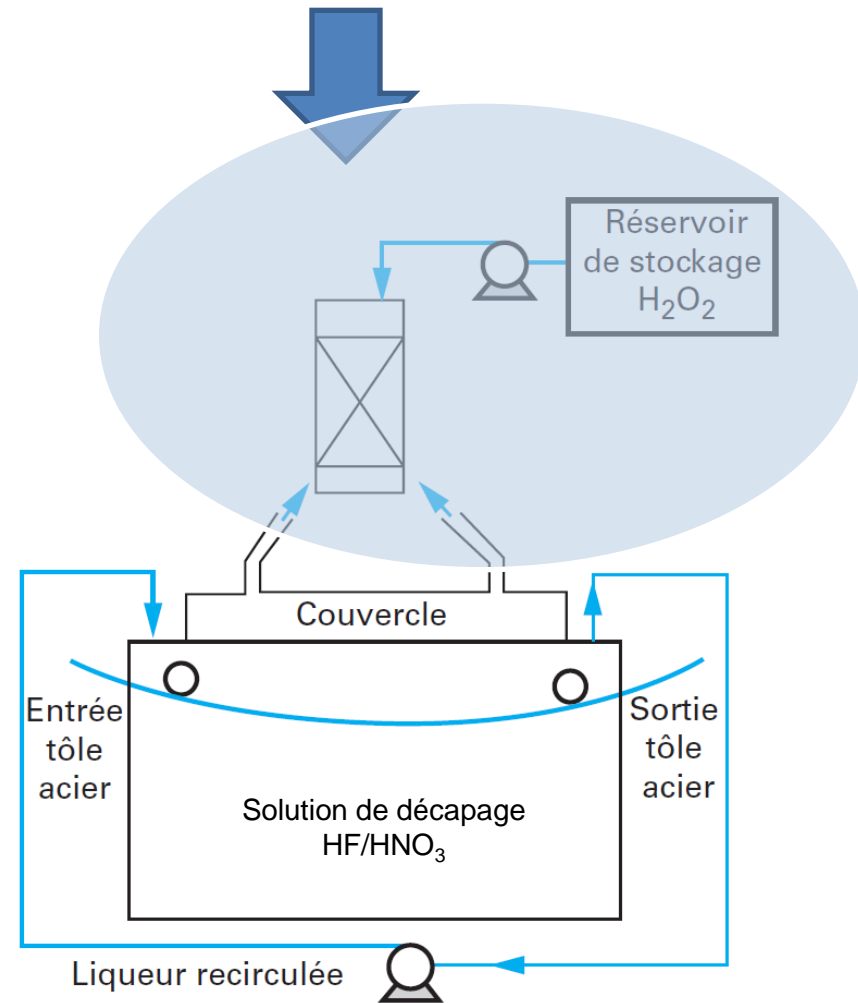 Réservoir
de stockage
H₂O₂
Couvercle
Entrée
tôle
acier
Sortie
tôle
acier
Solution de décapage
HF/HNO₃
Liqueur recirculée